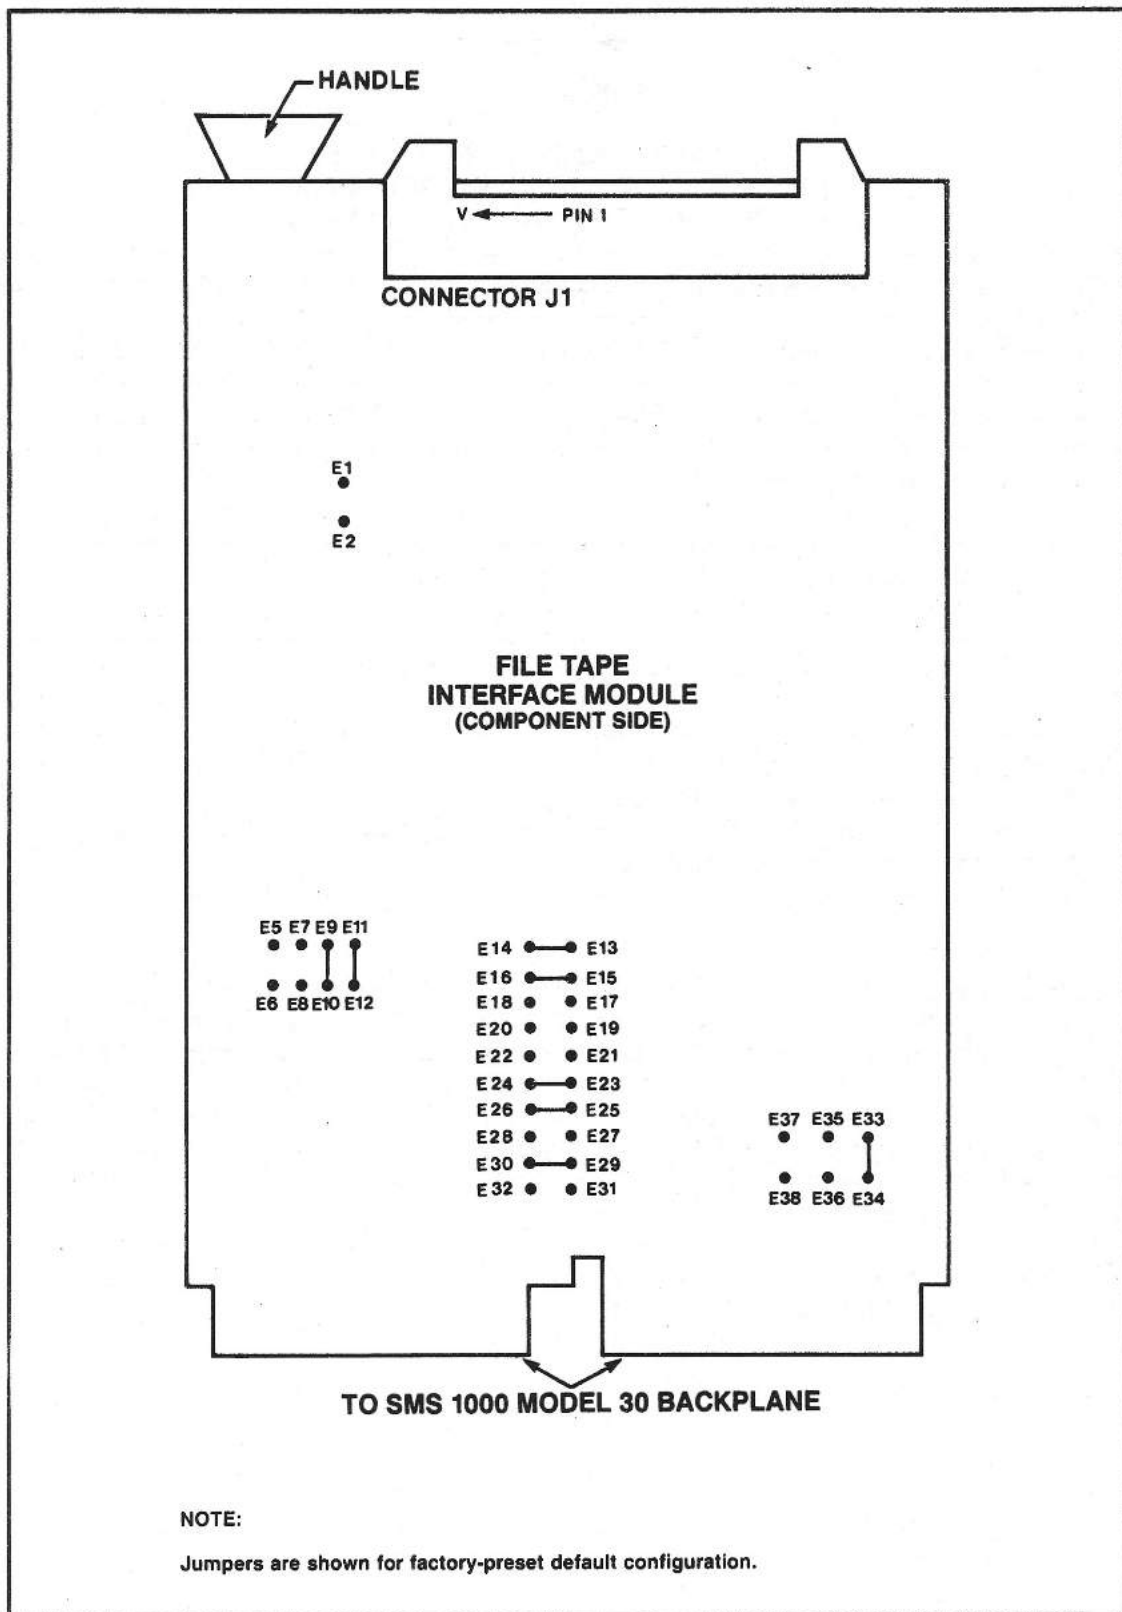 HANDLE
V PIN 1
CONNECTOR J1
E1
E2
FILE TAPE
INTERFACE MODULE
(COMPONENT SIDE)
E5 E7 E9 E11
E6 E8 E10 E12
E14 E13
E16 E15
E18 E17
E20 E19
E22 E21
E24 E23
E26 E25
E28 E27
E30 E29
E32 E31
E37 E35 E33
E38 E36 E34
TO SMS 1000 MODEL 30 BACKPLANE
NOTE:
Jumpers are shown for factory-preset default configuration.